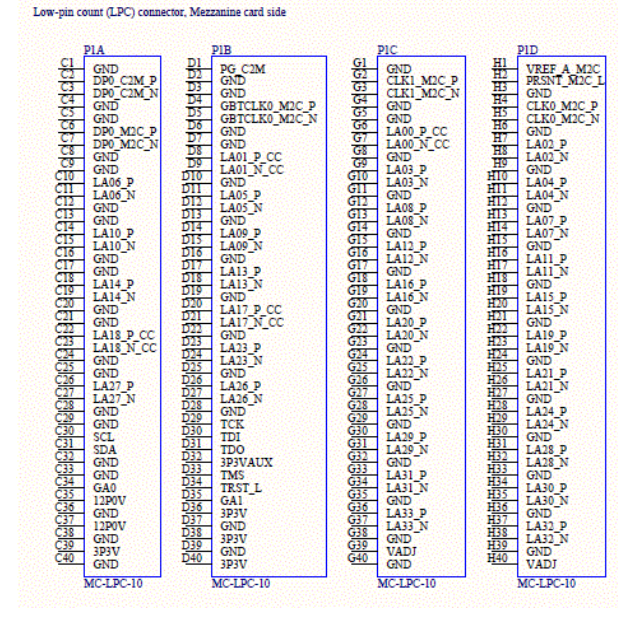 Low-pin count (LPC) connector, Mezzanine card side
P1A
C1 GND
C2 DP0_C2M_P
C3 DP0_C2M_N
C4 GND
C5 GND
C6 DP0_M2C_P
C7 DP0_M2C_N
C8 GND
C9 GND
C10 LA06_P
C11 LA06_N
C12 GND
C13 GND
C14 LA10_P
C15 LA10_N
C16 GND
C17 GND
C18 LA14_P
C19 LA14_N
C20 GND
C21 GND
C22 LA18_P_CC
C23 LA18_N_CC
C24 GND
C25 GND
C26 LA27_P
C27 LA27_N
C28 GND
C29 GND
C30 SCL
C31 SDA
C32 GND
C33 GND
C34 GA0
C35 12P0V
C36 GND
C37 12P0V
C38 GND
C39 3P3V
C40 GND
MC-LPC-10
P1B
D1 PG_C2M
D2 GND
D3 GND
D4 GBTCLK0_M2C_P
D5 GBTCLK0_M2C_N
D6 GND
D7 GND
D8 LA01_P_CC
D9 LA01_N_CC
D10 GND
D11 LA05_P
D12 LA05_N
D13 GND
D14 LA09_P
D15 LA09_N
D16 GND
D17 LA13_P
D18 LA13_N
D19 GND
D20 LA17_P_CC
D21 LA17_N_CC
D22 GND
D23 LA23_P
D24 LA23_N
D25 GND
D26 LA26_P
D27 LA26_N
D28 GND
D29 TCK
D30 TDI
D31 TDO
D32 3P3VAUX
D33 TMS
D34 TRST_L
D35 GA1
D36 3P3V
D37 GND
D38 3P3V
D39 GND
D40 3P3V
MC-LPC-10
P1C
G1 GND
G2 CLK1_M2C_P
G3 CLK1_M2C_N
G4 GND
G5 GND
G6 LA00_P_CC
G7 LA00_N_CC
G8 GND
G9 LA03_P
G10 LA03_N
G11 GND
G12 LA08_P
G13 LA08_N
G14 GND
G15 LA12_P
G16 LA12_N
G17 GND
G18 LA16_P
G19 LA16_N
G20 GND
G21 LA20_P
G22 LA20_N
G23 GND
G24 LA22_P
G25 LA22_N
G26 GND
G27 LA25_P
G28 LA25_N
G29 GND
G30 LA29_P
G31 LA29_N
G32 GND
G33 LA31_P
G34 LA31_N
G35 GND
G36 LA33_P
G37 LA33_N
G38 GND
G39 VADJ
G40 GND
MC-LPC-10
P1D
H1 VREF_A_M2C
H2 PRSNT_M2C_L
H3 GND
H4 CLK0_M2C_P
H5 CLK0_M2C_N
H6 GND
H7 LA02_P
H8 LA02_N
H9 GND
H10 LA04_P
H11 LA04_N
H12 GND
H13 LA07_P
H14 LA07_N
H15 GND
H16 LA11_P
H17 LA11_N
H18 GND
H19 LA15_P
H20 LA15_N
H21 GND
H22 LA19_P
H23 LA19_N
H24 GND
H25 LA21_P
H26 LA21_N
H27 GND
H28 LA24_P
H29 LA24_N
H30 GND
H31 LA28_P
H32 LA28_N
H33 GND
H34 LA30_P
H35 LA30_N
H36 GND
H37 LA32_P
H38 LA32_N
H39 GND
H40 VADJ
MC-LPC-10